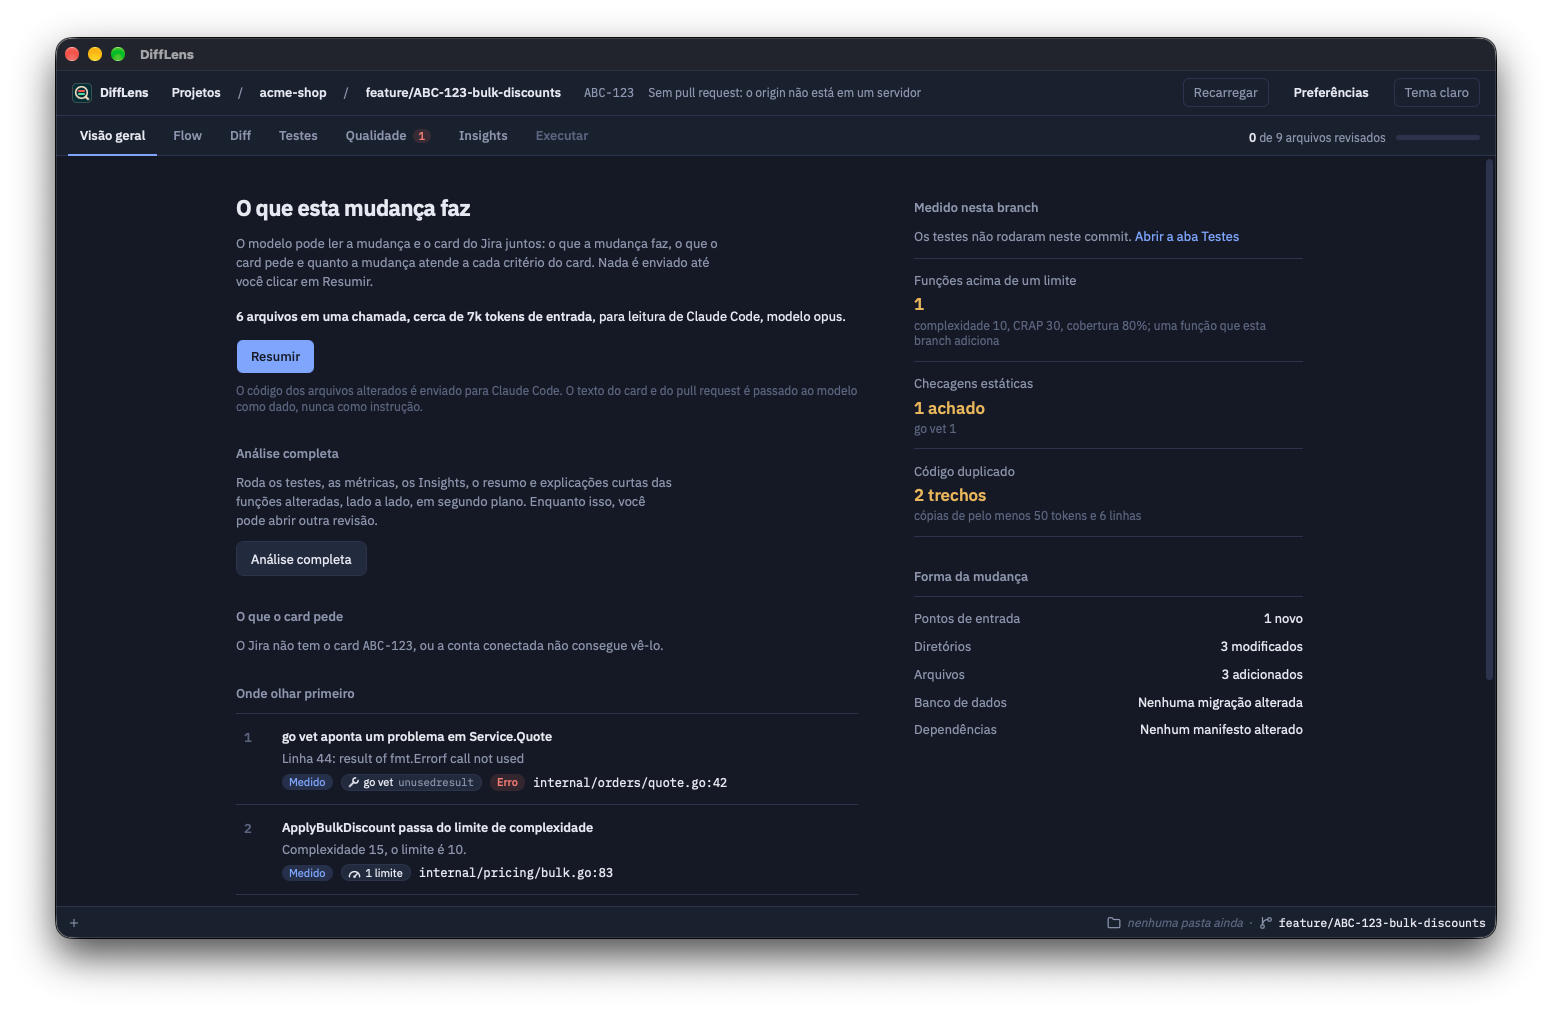 DiffLens
DiffLens Projetos / acme-shop / feature/ABC-123-bulk-discounts ABC-123 Sem pull request: o origin não está em um servidor Recarregar Preferências Tema claro
Visão geral Flow Diff Testes Qualidade 1 Insights Executar 0 de 9 arquivos revisados
O que esta mudança faz
O modelo pode ler a mudança e o card do Jira juntos: o que a mudança faz, o que o
card pede e quanto a mudança atende a cada critério do card. Nada é enviado até
você clicar em Resumir.
6 arquivos em uma chamada, cerca de 7k tokens de entrada, para leitura de Claude Code, modelo opus.
Resumir
O código dos arquivos alterados é enviado para Claude Code. O texto do card e do pull request é passado ao modelo
como dado, nunca como instrução.
Análise completa
Roda os testes, as métricas, os Insights, o resumo e explicações curtas das
funções alteradas, lado a lado, em segundo plano. Enquanto isso, você
pode abrir outra revisão.
Análise completa
O que o card pede
O Jira não tem o card ABC-123, ou a conta conectada não consegue vê-lo.
Onde olhar primeiro
1 go vet aponta um problema em Service.Quote
Linha 44: result of fmt.Errorf call not used
Medido go vet unusedresult Erro internal/orders/quote.go:42
2 ApplyBulkDiscount passa do limite de complexidade
Complexidade 15, o limite é 10.
Medido 1 limite internal/pricing/bulk.go:83
Medido nesta branch
Os testes não rodaram neste commit. Abrir a aba Testes
Funções acima de um limite
1
complexidade 10, CRAP 30, cobertura 80%; uma função que esta
branch adiciona
Checagens estáticas
1 achado
go vet 1
Código duplicado
2 trechos
cópias de pelo menos 50 tokens e 6 linhas
Forma da mudança
Pontos de entrada 1 novo
Diretórios 3 modificados
Arquivos 3 adicionados
Banco de dados Nenhuma migração alterada
Dependências Nenhum manifesto alterado
+ nenhuma pasta ainda · feature/ABC-123-bulk-discounts